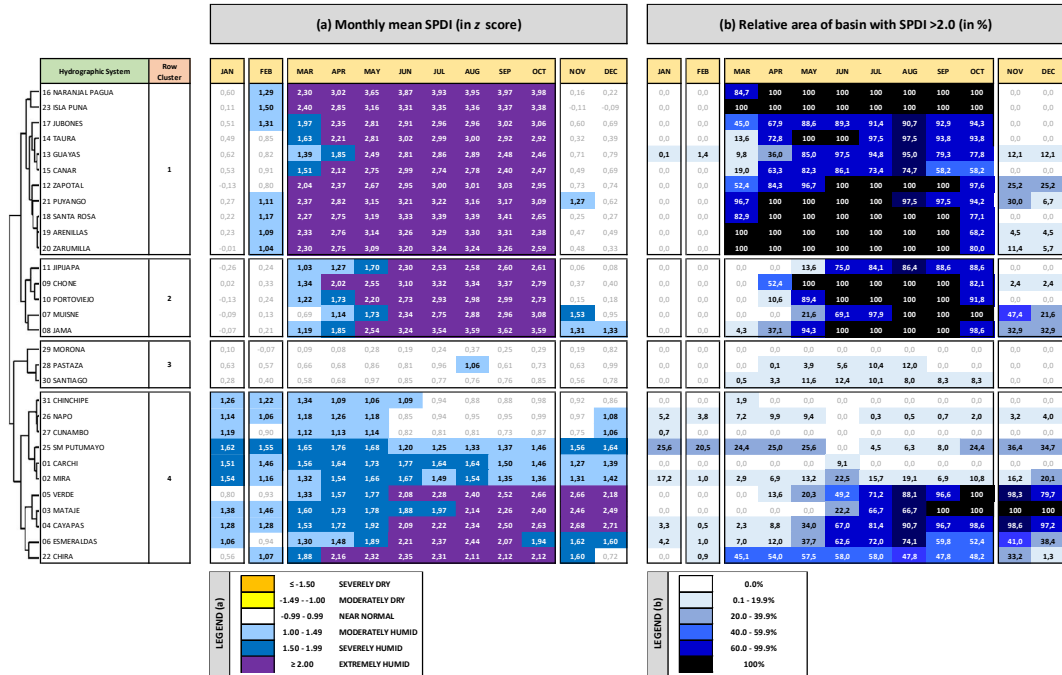 (a) Monthly mean SPDI (in z score) (b) Relative area of basin with SPDI >2.0 (in %)
Hydrographic System Row Cluster JAN FEB MAR APR MAY JUN JUL AUG SEP OCT NOV DEC JAN FEB MAR APR MAY JUN JUL AUG SEP OCT NOV DEC
16 NARANJAL PAGUA 0,60 1,29 2,30 3,02 3,65 3,87 3,93 3,95 3,97 3,98 0,16 0,22 0,0 0,0 84,7 100 100 100 100 100 100 100 0,0 0,0
23 ISLA PUNA 0,11 1,50 2,40 2,85 3,16 3,31 3,35 3,36 3,37 3,38 -0,11 -0,09 0,0 0,0 100 100 100 100 100 100 100 100 0,0 0,0
17 JUBONES 0,51 1,31 1,97 2,35 2,81 2,91 2,96 2,96 3,02 3,06 0,60 0,69 0,0 0,0 45,0 67,9 88,6 89,3 91,4 90,7 92,9 94,3 0,0 0,0
14 TAURA 0,49 0,85 1,63 2,21 2,81 3,02 2,99 3,00 2,92 2,92 0,32 0,39 0,0 0,0 13,6 72,8 100 100 97,5 97,5 93,8 93,8 0,0 0,0
13 GUAYAS 0,62 0,82 1,39 1,85 2,49 2,81 2,86 2,89 2,48 2,46 0,71 0,79 0,1 1,4 9,8 36,0 85,0 97,5 94,8 95,0 79,3 77,8 12,1 12,1
15 CANAR 0,53 0,91 1,51 2,12 2,75 2,99 2,74 2,78 2,40 2,47 0,49 0,69 0,0 0,0 19,0 63,3 82,3 86,1 73,4 74,7 58,2 58,2 0,0 0,0
1
12 ZAPOTAL -0,13 0,80 2,04 2,37 2,67 2,95 3,00 3,01 3,03 2,95 0,73 0,74 0,0 0,0 52,4 84,3 96,7 100 100 100 100 97,6 25,2 25,2
21 PUYANGO 0,27 1,11 2,37 2,82 3,15 3,21 3,22 3,16 3,17 3,09 1,27 0,62 0,0 0,0 96,7 100 100 100 100 97,5 97,5 94,2 30,0 6,7
18 SANTA ROSA 0,22 1,17 2,27 2,75 3,19 3,33 3,39 3,39 3,41 2,65 0,25 0,27 0,0 0,0 82,9 100 100 100 100 100 100 77,1 0,0 0,0
19 ARENILLAS 0,23 1,09 2,33 2,76 3,14 3,26 3,29 3,30 3,31 2,38 0,47 0,49 0,0 0,0 100 100 100 100 100 100 100 68,2 4,5 4,5
20 ZARUMILLA -0,01 1,04 2,30 2,75 3,09 3,20 3,24 3,24 3,26 2,59 0,48 0,33 0,0 0,0 100 100 100 100 100 100 100 80,0 11,4 5,7
11 JIPIJAPA -0,26 0,24 1,03 1,27 1,70 2,30 2,53 2,58 2,60 2,61 0,06 0,08 0,0 0,0 0,0 0,0 13,6 75,0 84,1 86,4 88,6 88,6 0,0 0,0
09 CHONE 0,02 0,33 1,34 2,02 2,55 3,10 3,32 3,34 3,37 2,79 0,37 0,40 0,0 0,0 0,0 52,4 100 100 100 100 100 82,1 2,4 2,4
10 PORTOVIEJO -0,13 0,24 1,22 1,73 2,20 2,73 2,93 2,98 2,99 2,73 0,15 0,18 0,0 0,0 0,0 10,6 89,4 100 100 100 100 91,8 0,0 0,0
2
07 MUISNE -0,09 0,13 0,69 1,14 1,73 2,34 2,75 2,88 2,96 3,08 1,53 0,95 0,0 0,0 0,0 0,0 21,6 69,1 97,9 100 100 100 47,4 21,6
08 JAMA -0,07 0,21 1,19 1,85 2,54 3,24 3,54 3,59 3,62 3,59 1,31 1,33 0,0 0,0 4,3 37,1 94,3 100 100 100 100 98,6 32,9 32,9
29 MORONA 0,10 -0,07 0,09 0,08 0,28 0,19 0,24 0,37 0,25 0,29 0,19 0,82 0,0 0,0 0,0 0,0 0,0 0,0 0,0 0,0 0,0 0,0 0,0 0,0
28 PASTAZA 3 0,63 0,57 0,66 0,68 0,86 0,81 0,96 1,06 0,61 0,73 0,63 0,99 0,0 0,0 0,0 0,1 3,9 5,6 10,4 12,0 0,0 0,0 0,0 0,0
30 SANTIAGO 0,28 0,40 0,58 0,68 0,97 0,85 0,77 0,76 0,76 0,85 0,56 0,78 0,0 0,0 0,5 3,3 11,6 12,4 10,1 8,0 8,3 8,3 0,0 0,0
31 CHINCHIPE 1,26 1,22 1,34 1,09 1,06 1,09 0,94 0,88 0,88 0,98 0,92 0,86 0,0 0,0 1,9 0,0 0,0 0,0 0,0 0,0 0,0 0,0 0,0 0,0
26 NAPO 1,14 1,06 1,18 1,26 1,18 0,85 0,94 0,95 0,95 0,99 0,97 1,08 5,2 3,8 7,2 9,9 9,4 0,0 0,3 0,5 0,7 2,0 3,2 4,0
27 CUNAMBO 1,19 0,90 1,12 1,13 1,14 0,71 0,82 0,82 0,81 0,87 0,75 1,06 0,7 0,0 0,0 0,0 0,0 0,0 0,0 0,0 0,0 0,0 0,0 0,0
25 SM PUTUMAYO 1,62 1,55 1,65 1,76 1,68 1,20 1,25 1,33 1,37 1,46 1,56 1,64 25,6 20,5 24,4 25,0 25,6 0,0 4,5 6,3 8,0 24,4 36,4 34,7
01 CARCHI 1,51 1,46 1,56 1,64 1,73 1,77 1,64 1,64 1,50 1,46 1,27 1,39 0,0 0,0 0,0 0,0 0,0 9,1 0,0 0,0 0,0 0,0 0,0 0,0
02 MIRA 4 1,54 1,16 1,32 1,54 1,66 1,67 1,49 1,54 1,35 1,36 1,31 1,42 17,2 1,0 2,9 6,9 13,2 22,5 15,7 19,1 6,9 10,8 16,2 20,1
05 VERDE 0,80 0,93 1,33 1,57 1,77 2,08 2,28 2,40 2,52 2,66 2,66 2,18 0,0 0,0 0,0 13,6 20,3 49,2 71,2 88,1 96,6 100 98,3 79,7
03 MATAJE 1,38 1,46 1,60 1,73 1,78 1,88 1,97 2,14 2,26 2,40 2,46 2,49 0,0 0,0 0,0 0,0 0,0 22,2 66,7 66,7 100 100 100 100
04 CAYAPAS 1,28 1,28 1,53 1,72 1,92 2,09 2,22 2,34 2,50 2,63 2,68 2,71 3,3 0,5 2,3 8,8 34,0 67,0 81,4 90,7 96,7 98,6 98,6 97,2
06 ESMERALDAS 1,06 0,94 1,30 1,48 1,89 2,21 2,37 2,44 2,07 1,94 1,62 1,60 4,2 1,0 7,0 12,0 37,7 62,6 72,0 74,1 59,8 52,4 41,0 38,4
22 CHIRA 0,56 1,07 1,88 2,16 2,32 2,35 2,31 2,11 2,12 2,12 1,60 0,72 0,0 0,9 45,1 54,0 57,5 58,0 58,0 47,8 47,8 48,2 33,2 1,3
LEGEND (a)
≤ -1.50 SEVERELY DRY
-1.49 - -1.00 MODERATELY DRY
-0.99 - 0.99 NEAR NORMAL
1.00 - 1.49 MODERATELY HUMID
1.50 - 1.99 SEVERELY HUMID
≥ 2.00 EXTREMELY HUMID
LEGEND (b)
0.0%
0.1 - 19.9%
20.0 - 39.9%
40.0 - 59.9%
60.0 - 99.9%
100%